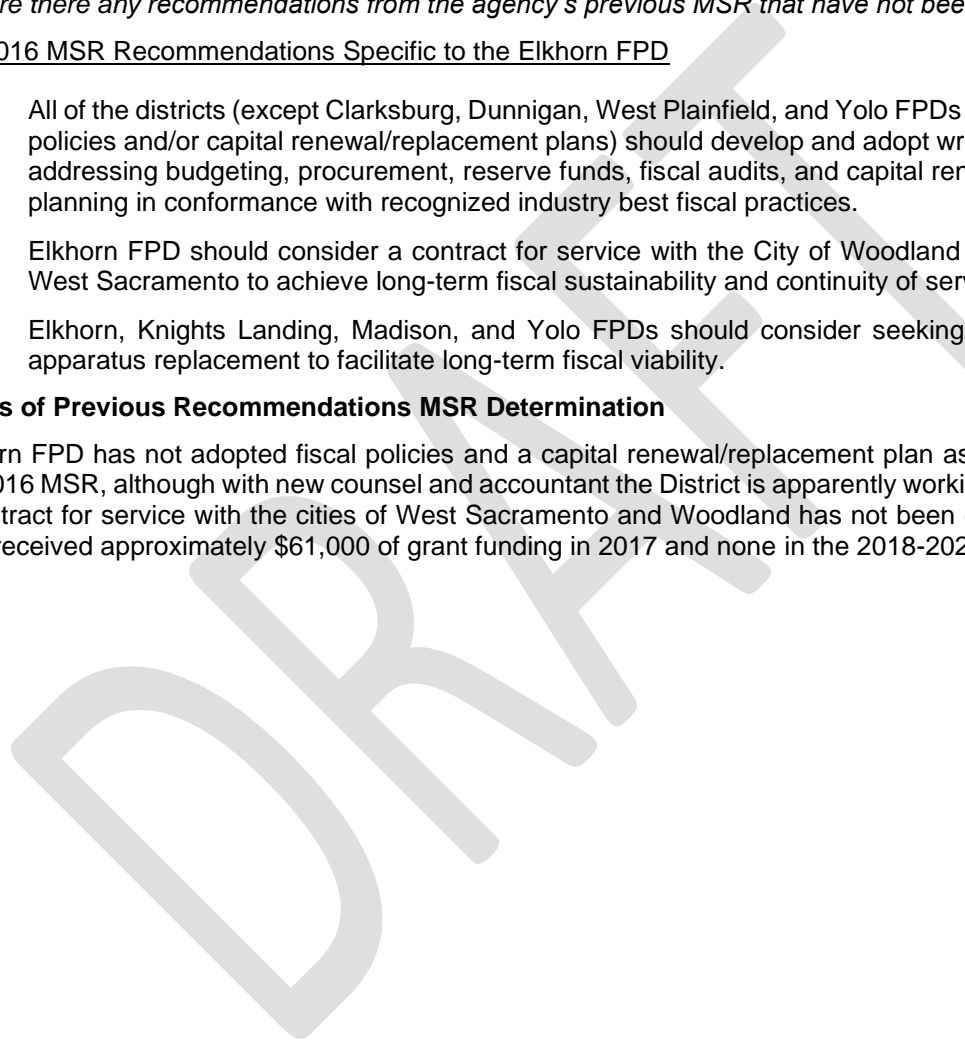 re there any recommendations from the agency's previous MSR that have not bee
016 MSR Recommendations Specific to the Elkhorn FPD
All of the districts (except Clarksburg, Dunnigan, West Plainfield, and Yolo FPDs
policies and/or capital renewal/replacement plans) should develop and adopt wr
addressing budgeting, procurement, reserve funds, fiscal audits, and capital ren
planning in conformance with recognized industry best fiscal practices.
Elkhorn FPD should consider a contract for service with the City of Woodland
West Sacramento to achieve long-term fiscal sustainability and continuity of serv
Elkhorn, Knights Landing, Madison, and Yolo FPDs should consider seeking
apparatus replacement to facilitate long-term fiscal viability.
s of Previous Recommendations MSR Determination
rn FPD has not adopted fiscal policies and a capital renewal/replacement plan as
016 MSR, although with new counsel and accountant the District is apparently worki
tract for service with the cities of West Sacramento and Woodland has not been
received approximately $61,000 of grant funding in 2017 and none in the 2018-202
DRAFT